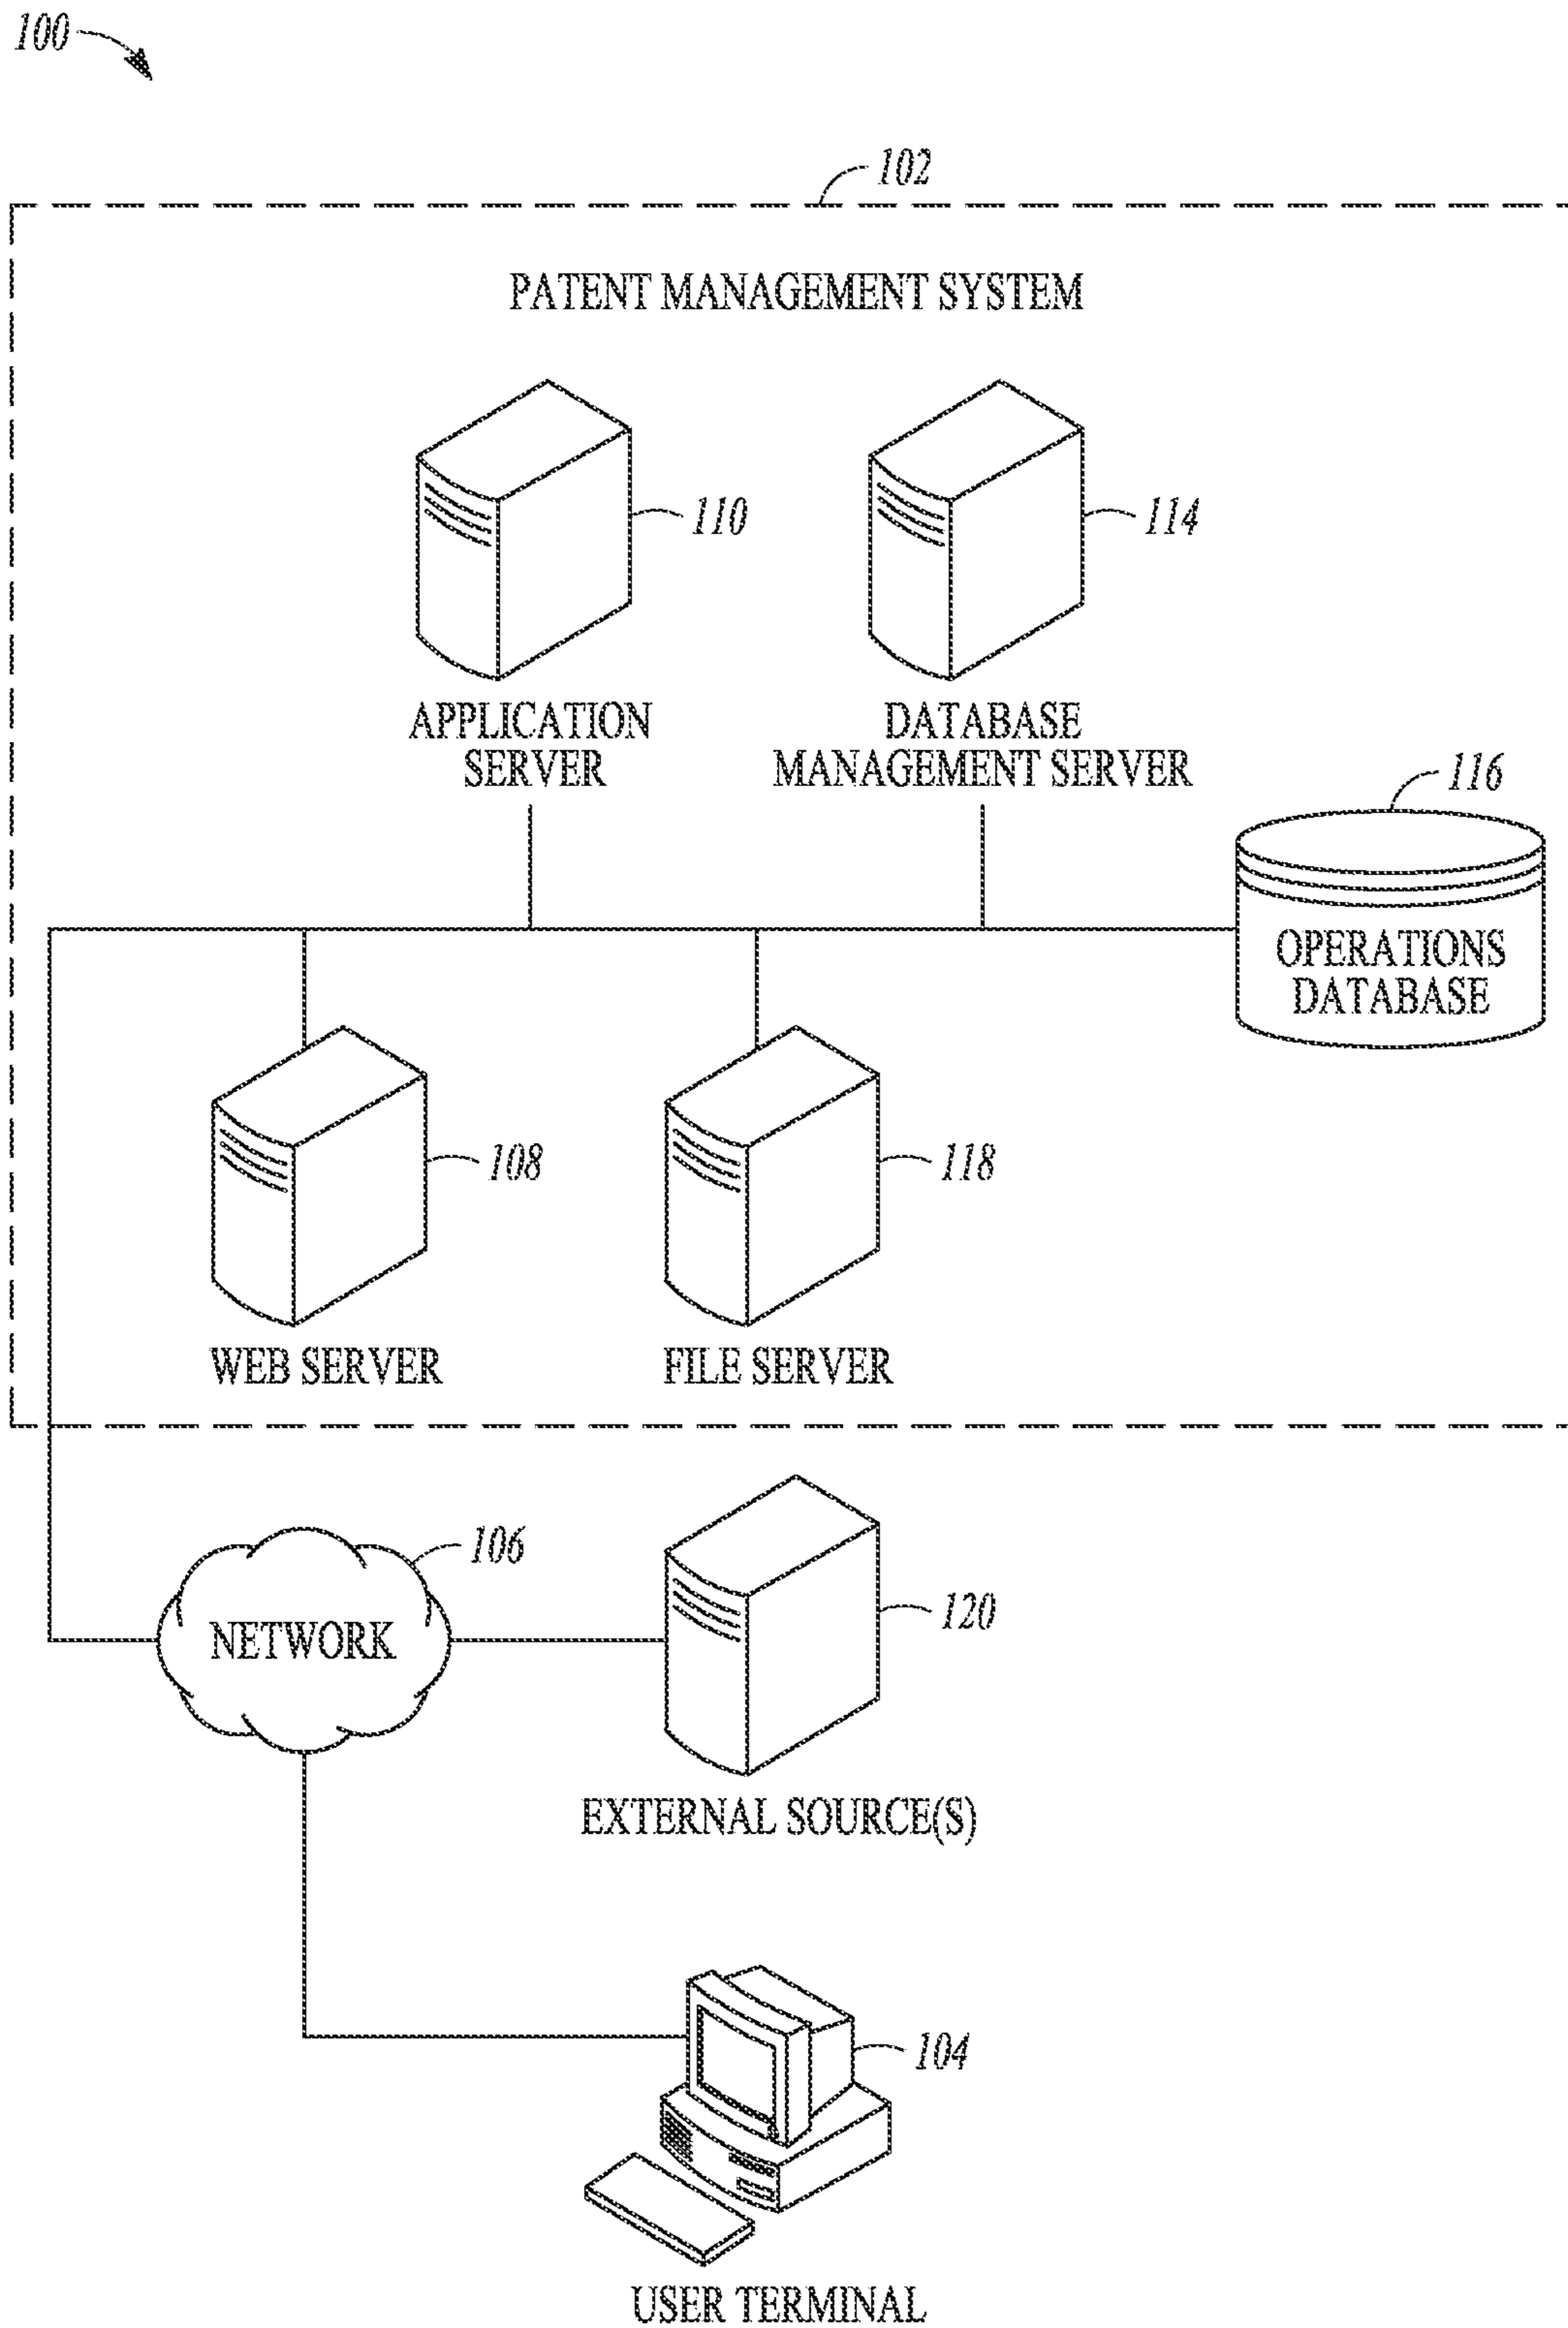 100
102
PATENT MANAGEMENT SYSTEM
110
114
APPLICATION
SERVER
DATABASE
MANAGEMENT SERVER
116
OPERATIONS
DATABASE
108
118
WEB SERVER
FILE SERVER
106
NETWORK
120
EXTERNAL SOURCE(S)
104
USER TERMINAL